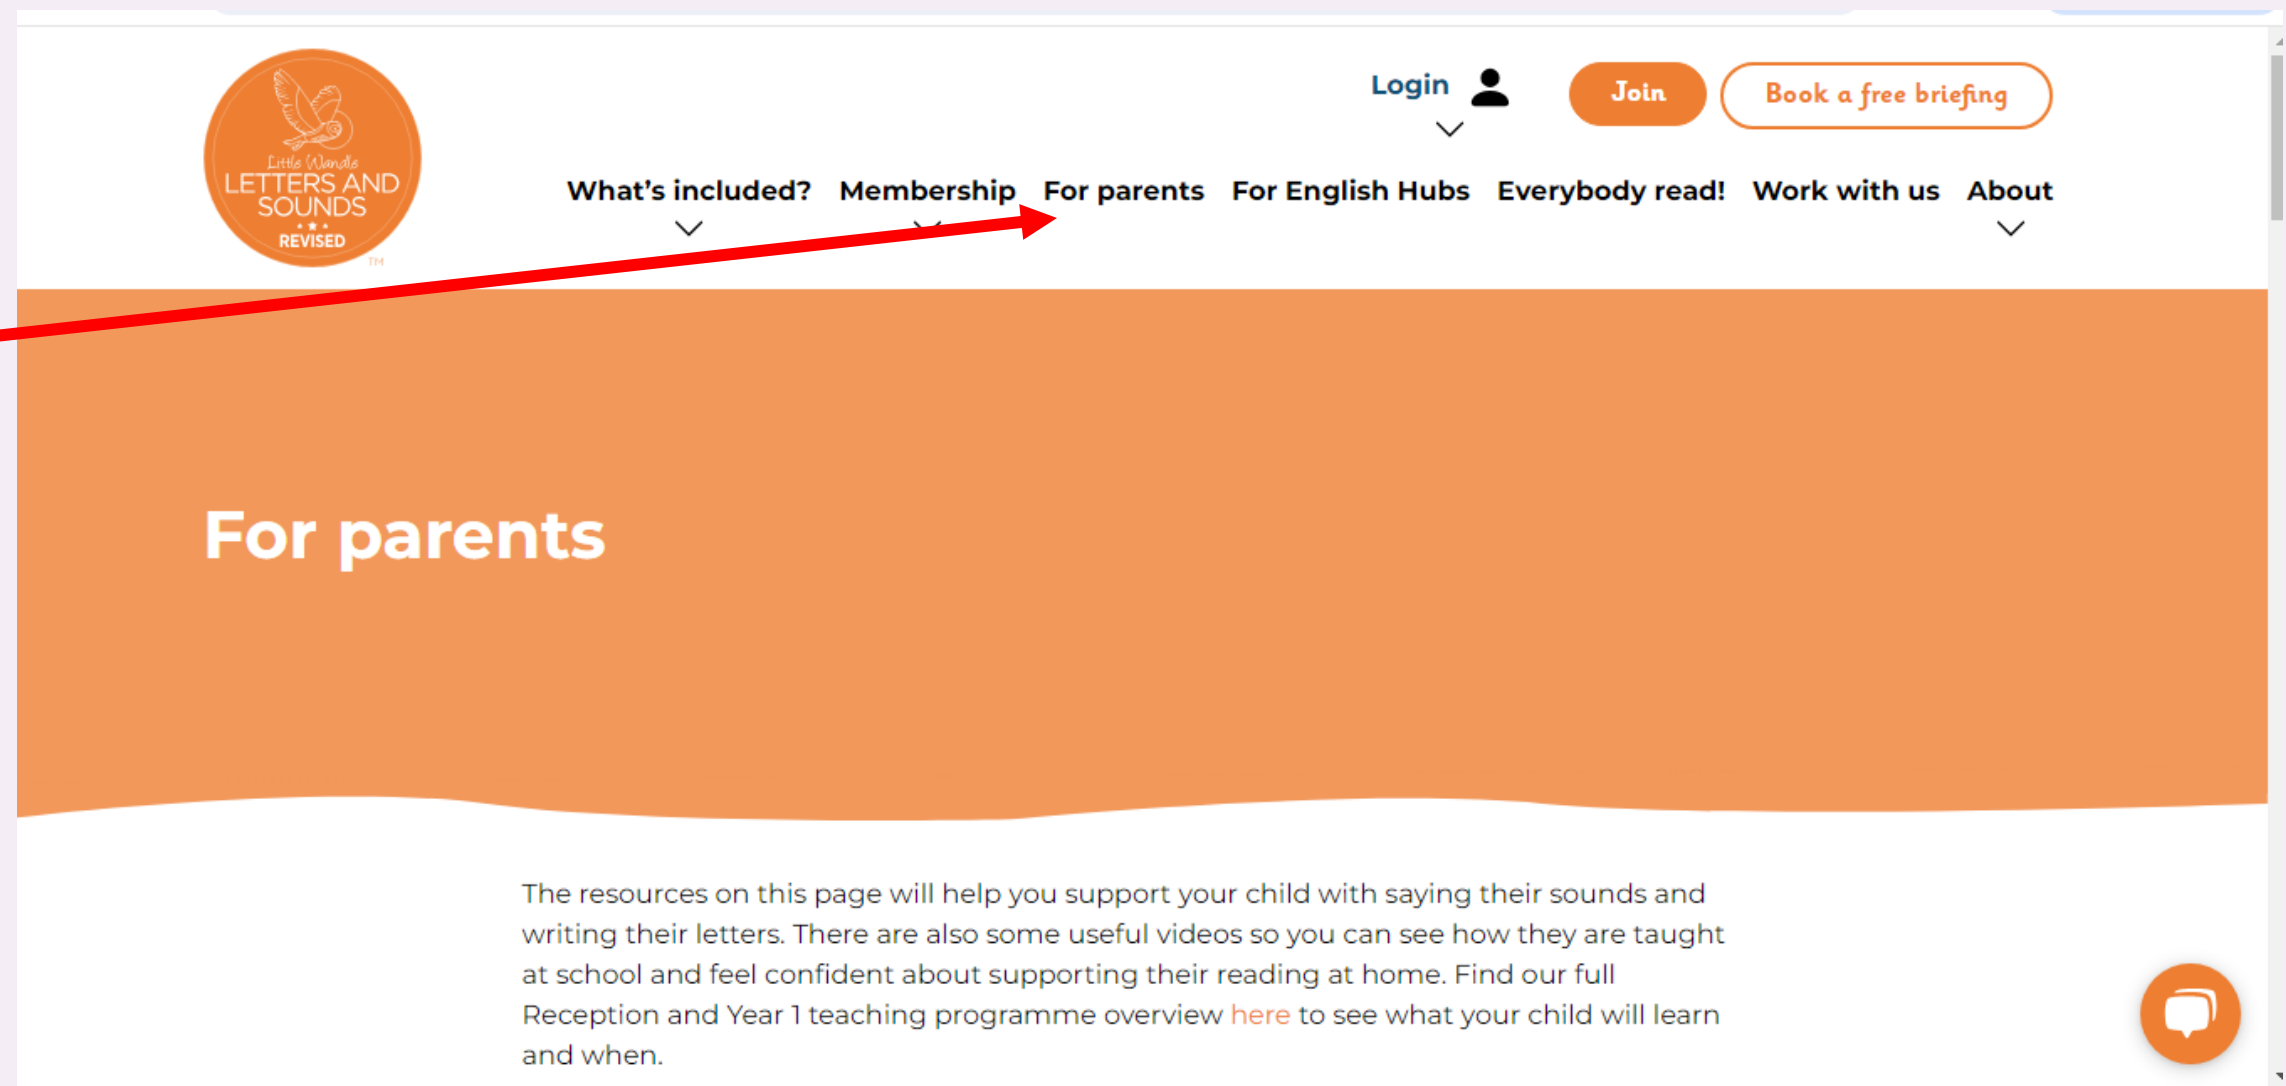 Login
Join
Book a free briefing
Little Wandle
LETTERS AND
SOUNDS
REVISED
TM
What's included? Membership For parents For English Hubs Everybody read! Work with us About
For parents
The resources on this page will help you support your child with saying their sounds and
writing their letters. There are also some useful videos so you can see how they are taught
at school and feel confident about supporting their reading at home. Find our full
Reception and Year 1 teaching programme overview here to see what your child will learn
and when.